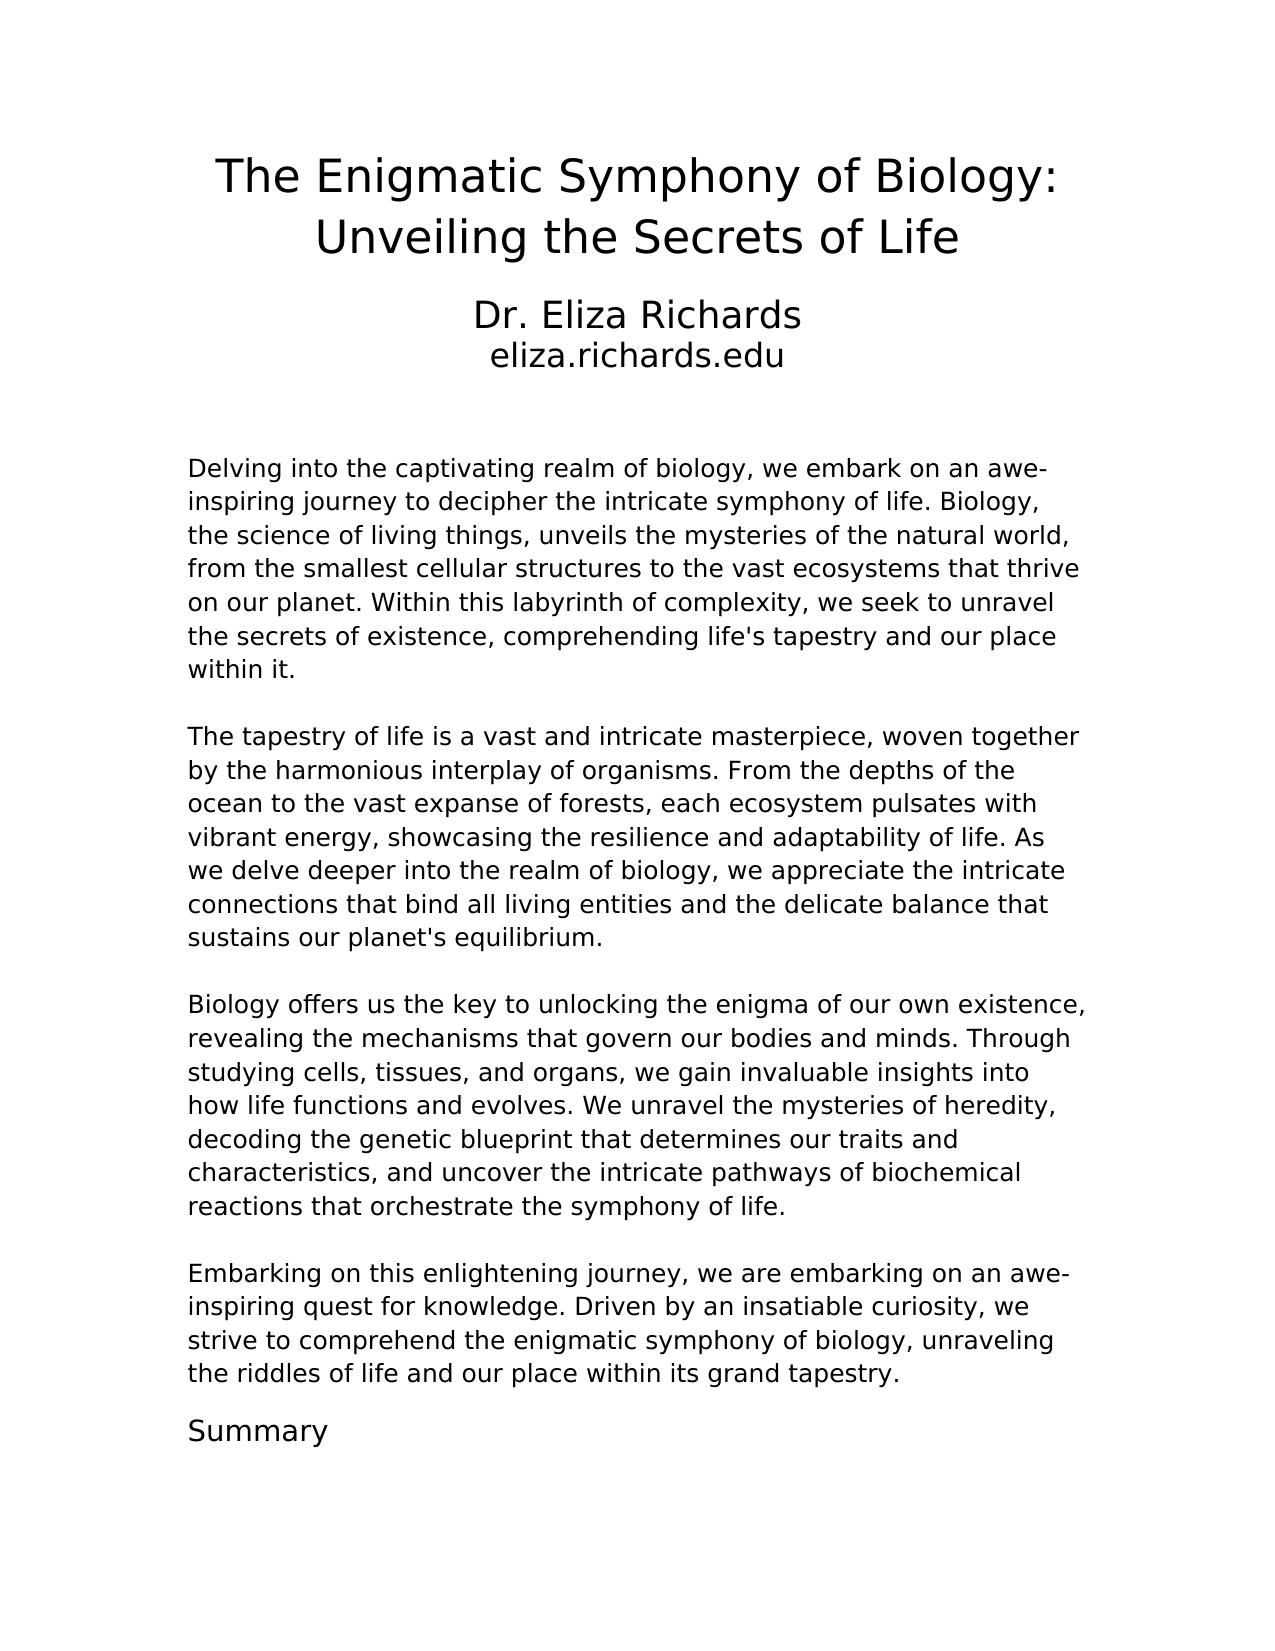 The Enigmatic Symphony of Biology:
Unveiling the Secrets of Life
Dr. Eliza Richards
eliza.richards.edu
Delving into the captivating realm of biology, we embark on an awe-
inspiring journey to decipher the intricate symphony of life. Biology,
the science of living things, unveils the mysteries of the natural world,
from the smallest cellular structures to the vast ecosystems that thrive
on our planet. Within this labyrinth of complexity, we seek to unravel
the secrets of existence, comprehending life's tapestry and our place
within it.
The tapestry of life is a vast and intricate masterpiece, woven together
by the harmonious interplay of organisms. From the depths of the
ocean to the vast expanse of forests, each ecosystem pulsates with
vibrant energy, showcasing the resilience and adaptability of life. As
we delve deeper into the realm of biology, we appreciate the intricate
connections that bind all living entities and the delicate balance that
sustains our planet's equilibrium.
Biology offers us the key to unlocking the enigma of our own existence,
revealing the mechanisms that govern our bodies and minds. Through
studying cells, tissues, and organs, we gain invaluable insights into
how life functions and evolves. We unravel the mysteries of heredity,
decoding the genetic blueprint that determines our traits and
characteristics, and uncover the intricate pathways of biochemical
reactions that orchestrate the symphony of life.
Embarking on this enlightening journey, we are embarking on an awe-
inspiring quest for knowledge. Driven by an insatiable curiosity, we
strive to comprehend the enigmatic symphony of biology, unraveling
the riddles of life and our place within its grand tapestry.
Summary